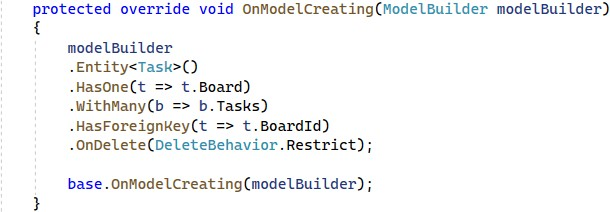 protected override void OnModelCreating(ModelBuilder modelBuilder)
{
modelBuilder
.Entity<Task>()
.HasOne(t => t.Board)
.WithMany(b => b.Tasks)
.HasForeignKey(t => t.BoardId)
.OnDelete(DeleteBehavior.Restrict);
base.OnModelCreating(modelBuilder);
}